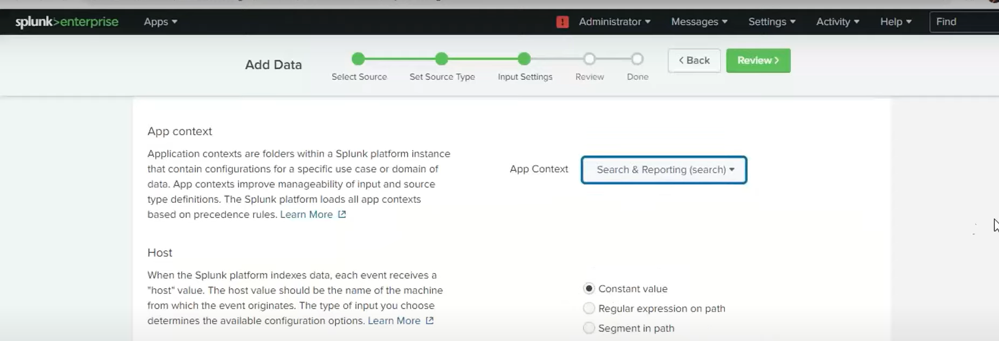 splunk>enterprise Apps ! Administrator Messages Settings Activity Help Find
Add Data
Select Source Set Source Type Input Settings Review Done
< Back Review >
App context
Application contexts are folders within a Splunk platform instance
that contain configurations for a specific use case or domain of
data. App contexts improve manageability of input and source
type definitions. The Splunk platform loads all app contexts
based on precedence rules. Learn More
App Context Search & Reporting (search)
Host
When the Splunk platform indexes data, each event receives a
"host" value. The host value should be the name of the machine
from which the event originates. The type of input you choose
determines the available configuration options. Learn More
Constant value
Regular expression on path
Segment in path